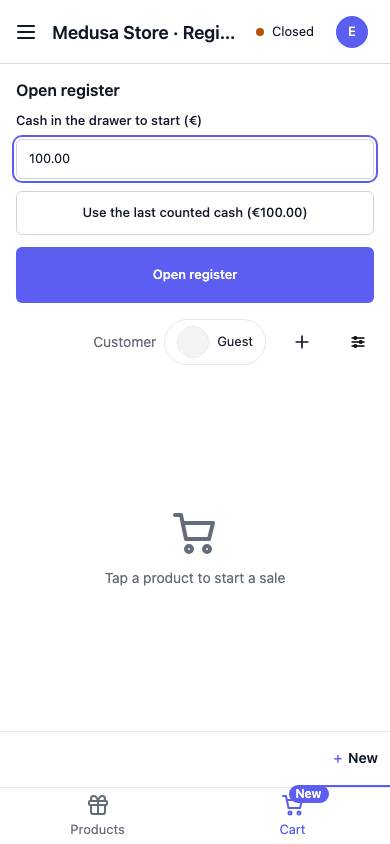 Medusa Store · Regi...
Closed
E
Open register
Cash in the drawer to start (€)
100.00
Use the last counted cash (€100.00)
Open register
Customer
Guest
Tap a product to start a sale
+ New
New
Products
Cart